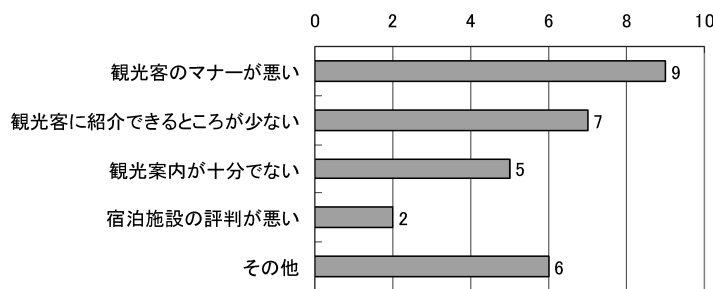 0 2 4 6 8 10
観光客のマナーが悪い 9
観光客に紹介できるところが少ない 7
観光案内が十分でない 5
宿泊施設の評判が悪い 2
その他 6